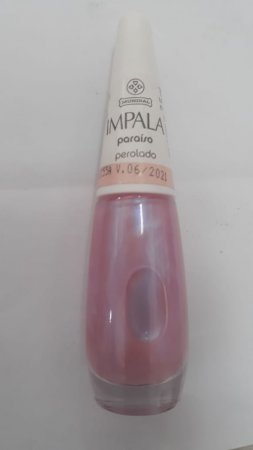 MUNDIAL
IMPALA
paraíso
perolado
V.06/2021